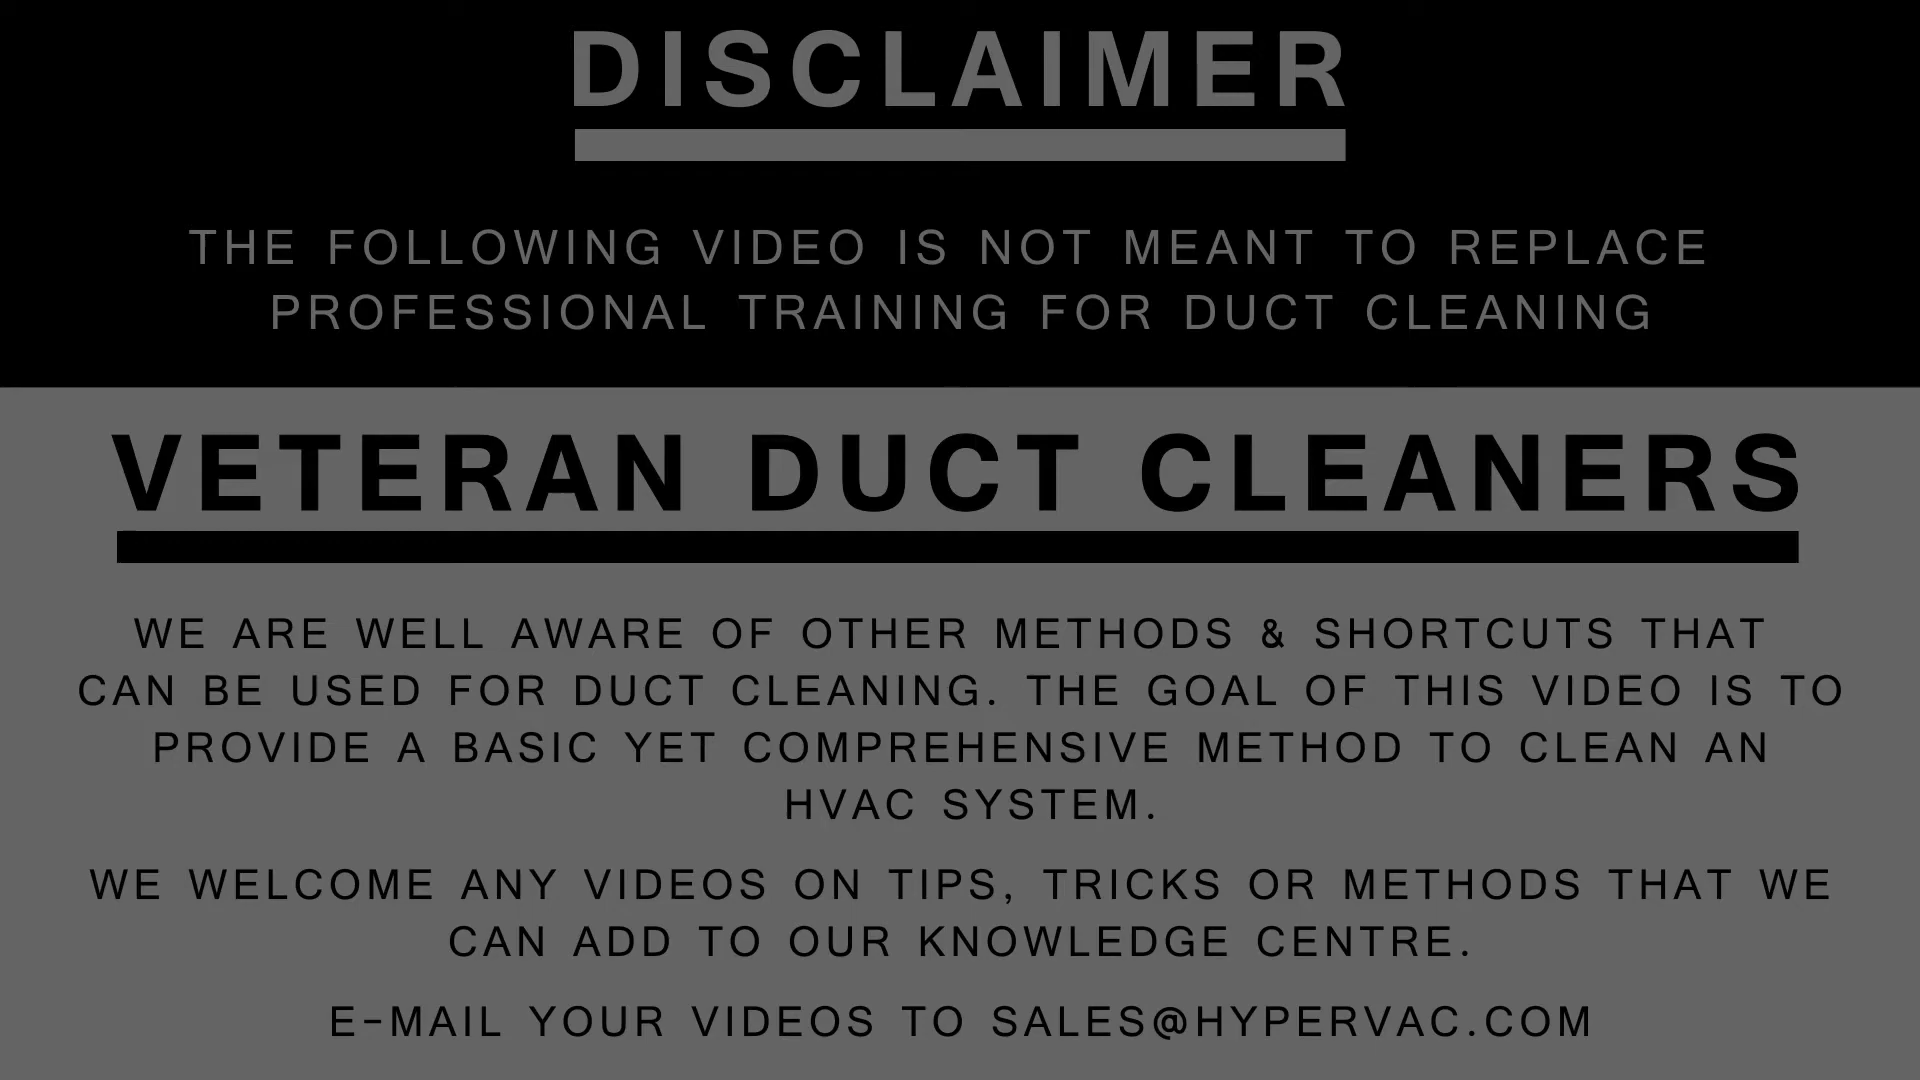 DISCLAIMER
THE FOLLOWING VIDEO IS NOT MEANT TO REPLACE
PROFESSIONAL TRAINING FOR DUCT CLEANING
VETERAN DUCT CLEANERS
WE ARE WELL AWARE OF OTHER METHODS & SHORTCUTS THAT
CAN BE USED FOR DUCT CLEANING. THE GOAL OF THIS VIDEO IS TO
PROVIDE A BASIC YET COMPREHENSIVE METHOD TO CLEAN AN
HVAC SYSTEM.
WE WELCOME ANY VIDEOS ON TIPS, TRICKS OR METHODS THAT WE
CAN ADD TO OUR KNOWLEDGE CENTRE.
E-MAIL YOUR VIDEOS TO SALES@HYPERVAC.COM